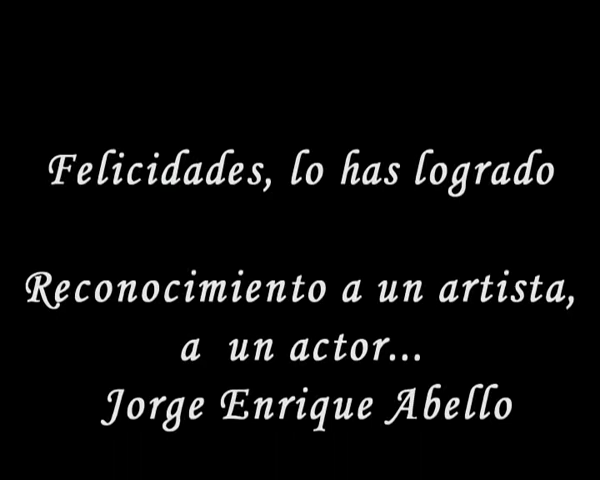 Felicidades, lo has logrado
Reconocimiento a un artista,
a un actor...
Jorge Enrique Abello